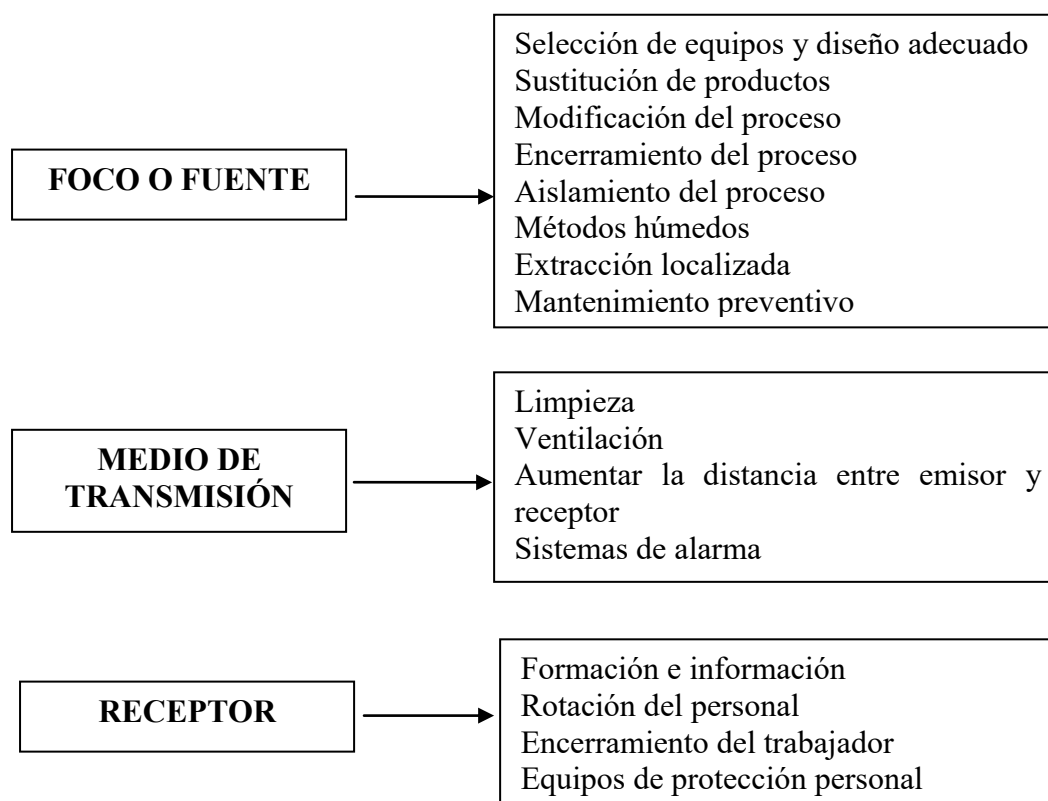 FOCO O FUENTE
Selección de equipos y diseño adecuado
Sustitución de productos
Modificación del proceso
Encerramiento del proceso
Aislamiento del proceso
Métodos húmedos
Extracción localizada
Mantenimiento preventivo
MEDIO DE
TRANSMISIÓN
Limpieza
Ventilación
Aumentar la distancia entre emisor y
receptor
Sistemas de alarma
RECEPTOR
Formación e información
Rotación del personal
Encerramiento del trabajador
Equipos de protección personal